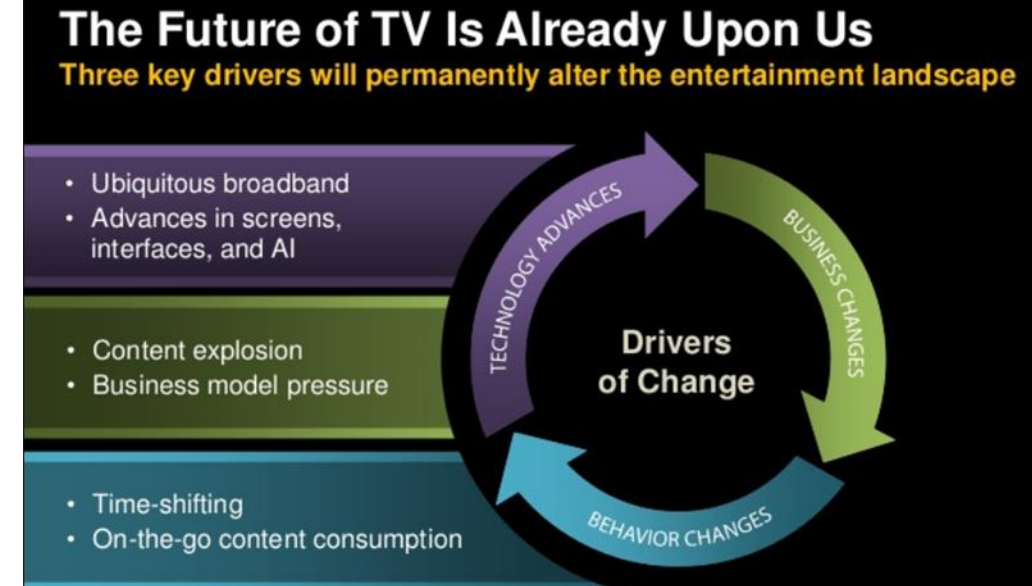 The Future of TV Is Already Upon Us
Three key drivers will permanently alter the entertainment landscape
• Ubiquitous broadband
• Advances in screens,
interfaces, and AI
• Content explosion
• Business model pressure
• Time-shifting
• On-the-go content consumption
TECHNOLOGY ADVANCES
BUSINESS CHANGES
BEHAVIOR CHANGES
Drivers
of Change